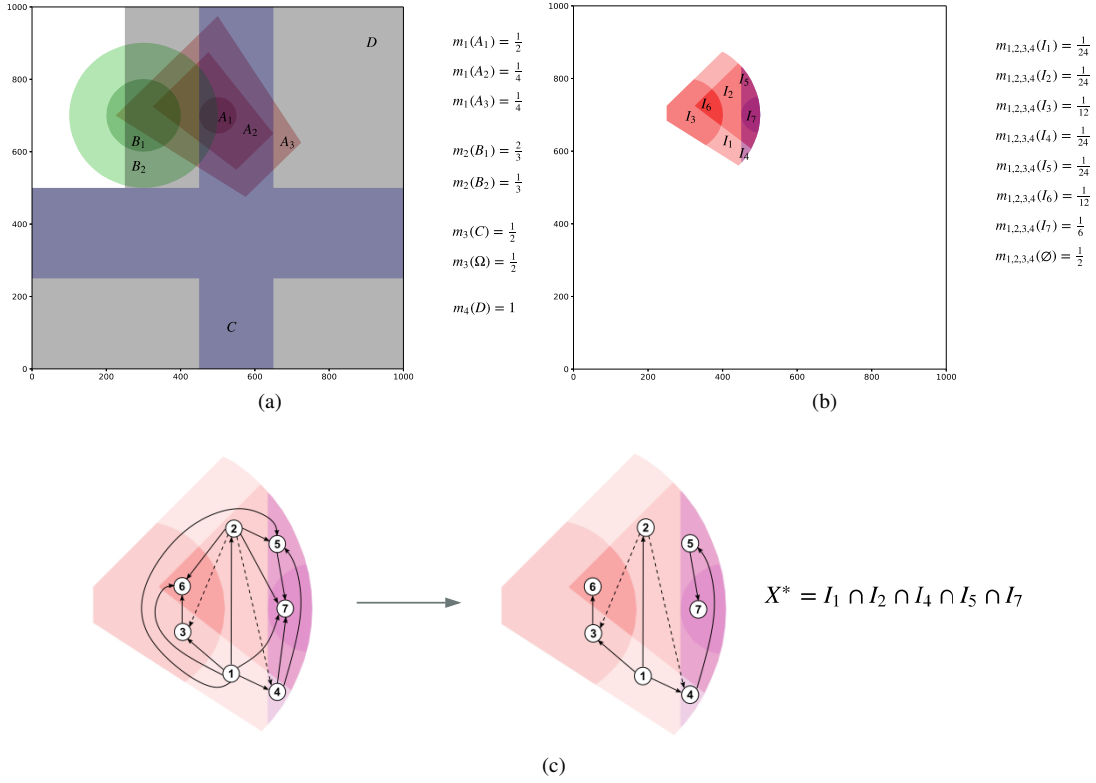 1000
800
600
400
200
0
0 200 400 600 800 1000
D
A₁
A₂
A₃
B₁
B₂
C
m₁(A₁) = 1/2
m₁(A₂) = 1/4
m₁(A₃) = 1/4
m₂(B₁) = 2/3
m₂(B₂) = 1/3
m₃(C) = 1/2
m₃(Ω) = 1/2
m₄(D) = 1
(a)
1000
800
600
400
200
0
0 200 400 600 800 1000
I₅
I₂
I₆
I₃
I₇
I₁
I₄
m₁,₂,₃,₄(I₁) = 1/24
m₁,₂,₃,₄(I₂) = 1/24
m₁,₂,₃,₄(I₃) = 1/12
m₁,₂,₃,₄(I₄) = 1/24
m₁,₂,₃,₄(I₅) = 1/24
m₁,₂,₃,₄(I₆) = 1/12
m₁,₂,₃,₄(I₇) = 1/6
m₁,₂,₃,₄(∅) = 1/2
(b)
2
5
6
7
3
1
4
2
5
6
7
3
1
4
X* = I₁ ∩ I₂ ∩ I₄ ∩ I₅ ∩ I₇
(c)